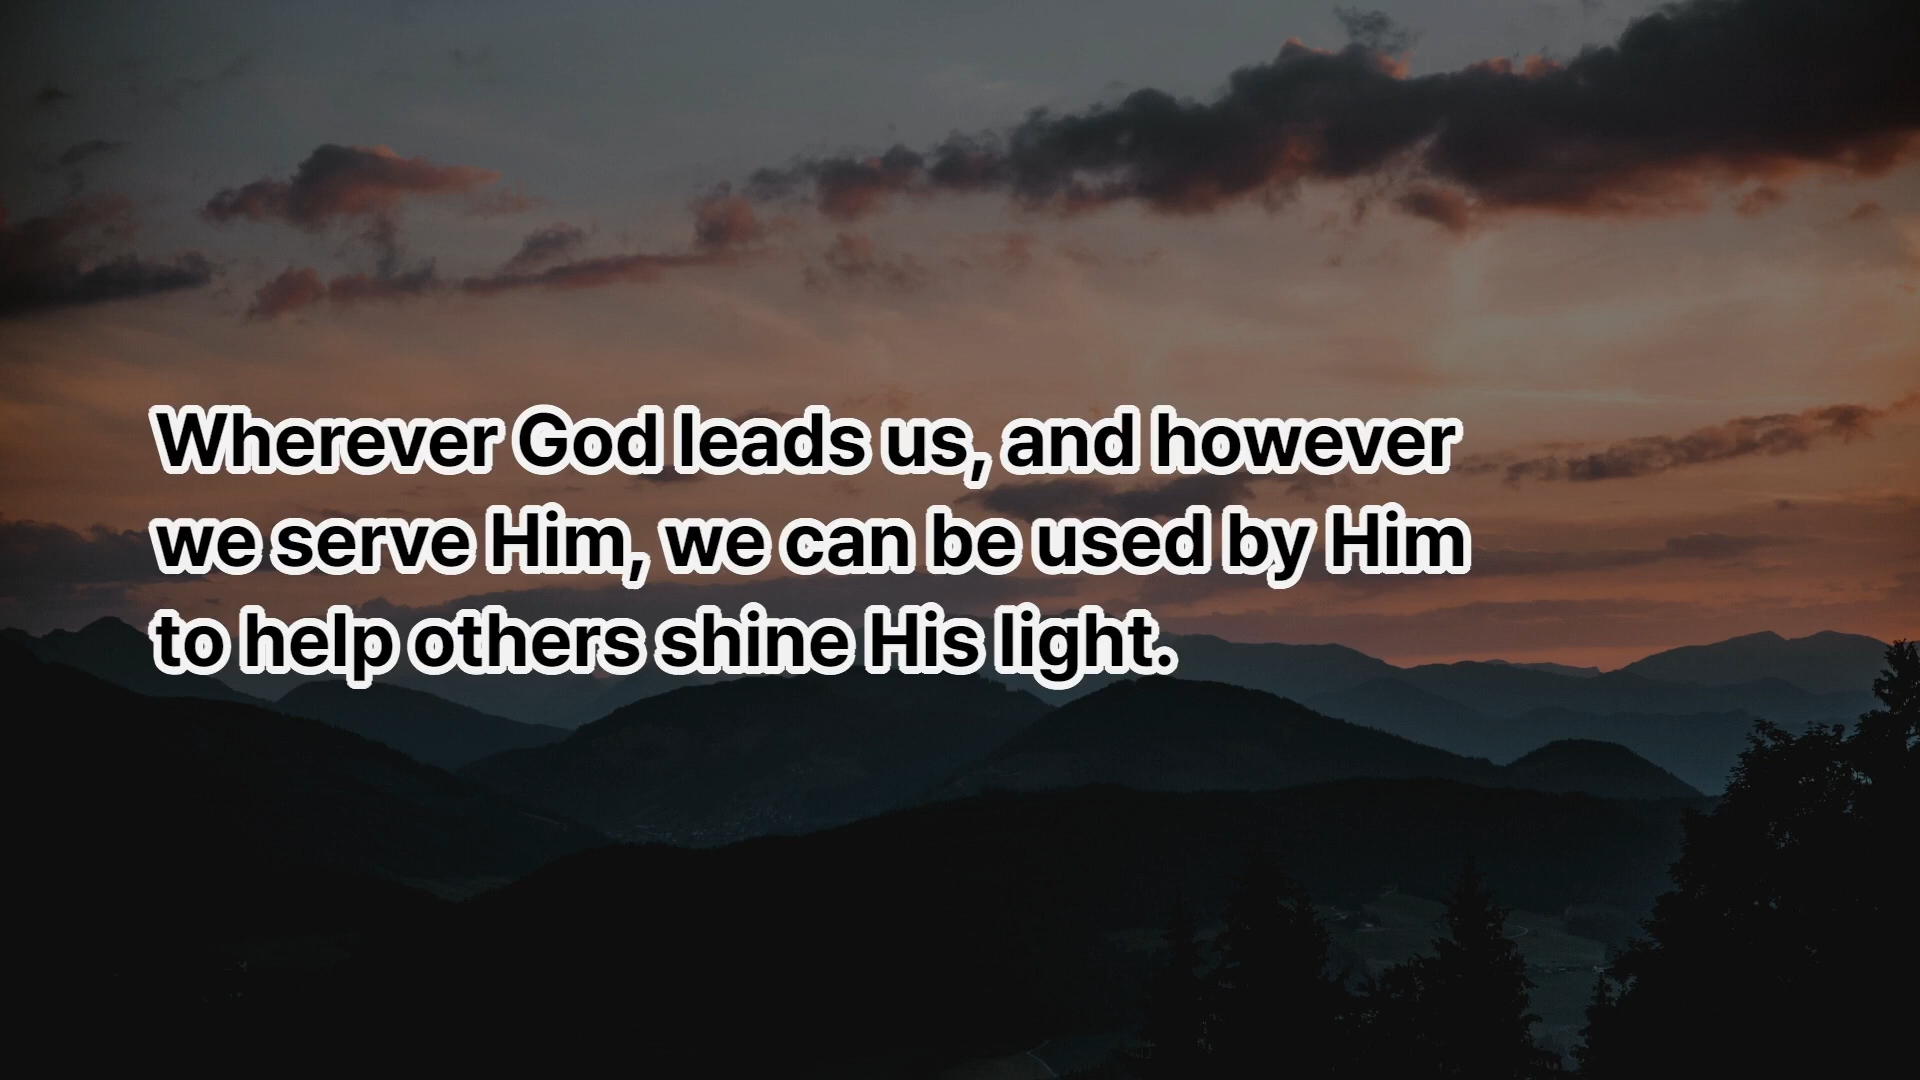 Wherever God leads us, and however
we serve Him, we can be used by Him
to help others shine His light.